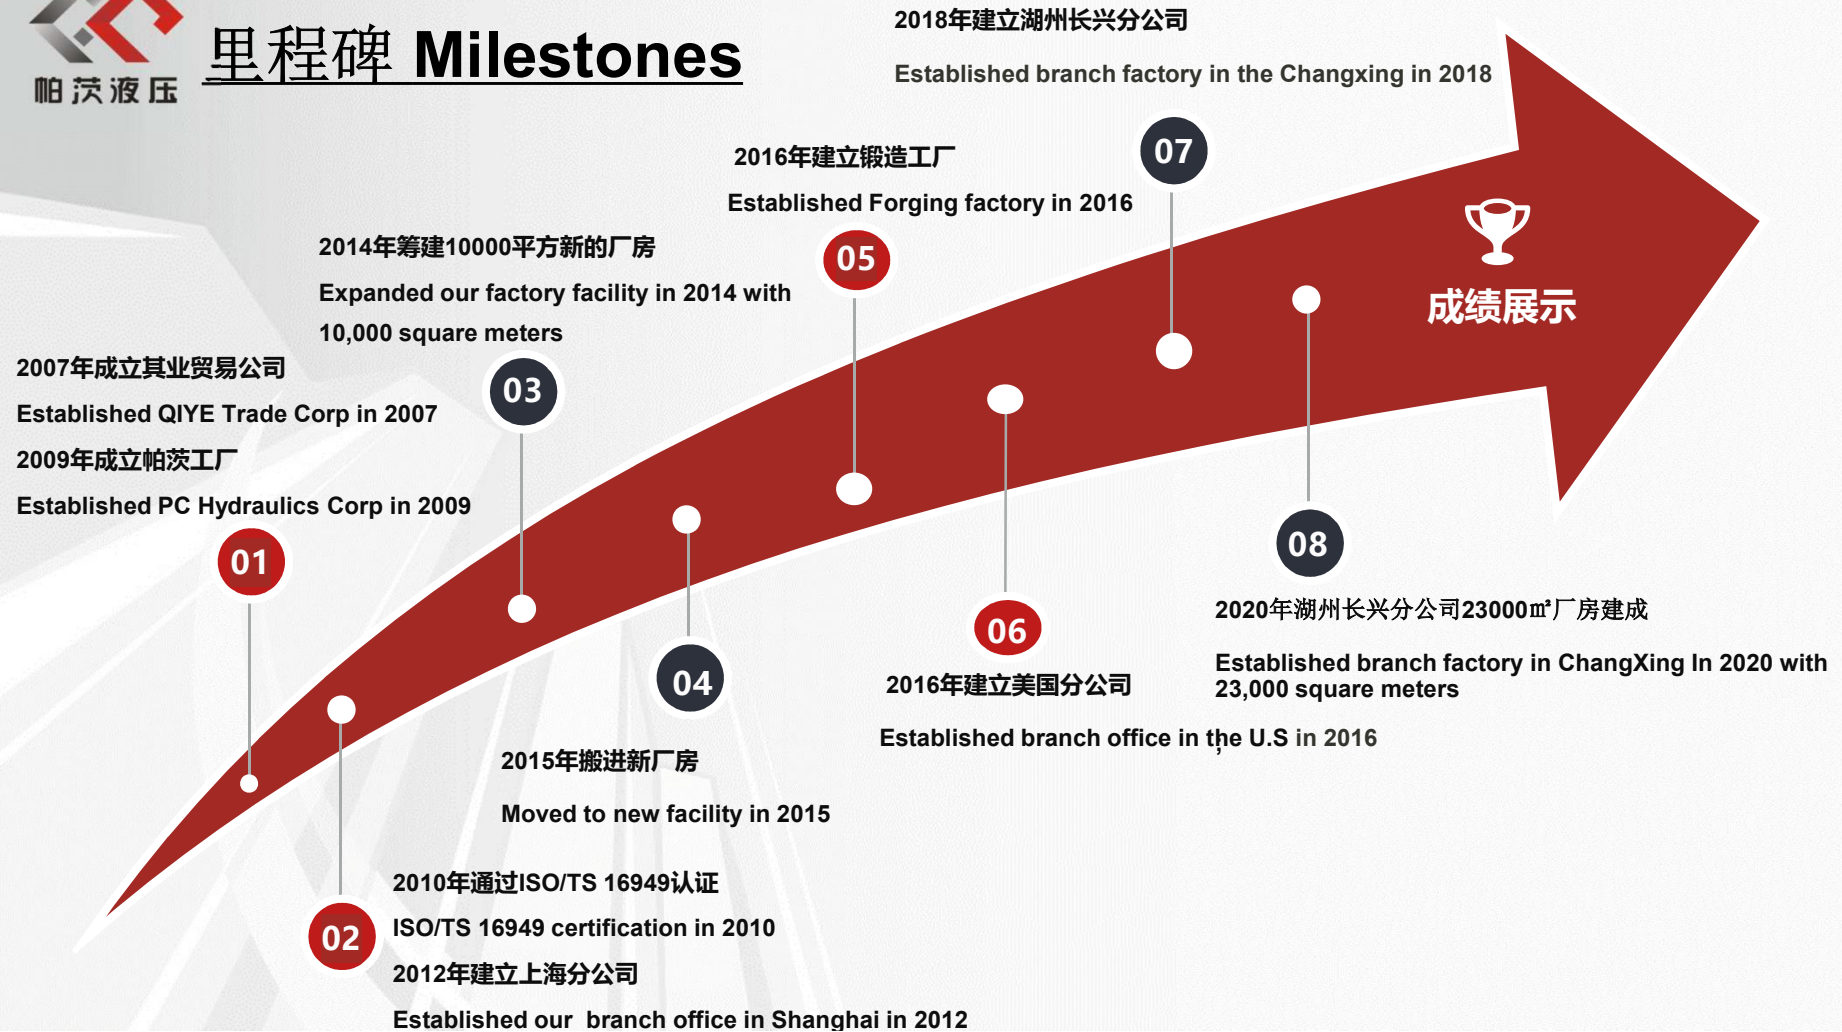 帕茨液压
里程碑 Milestones
2007年成立其业贸易公司
Established QIYE Trade Corp in 2007
2009年成立帕茨工厂
Established PC Hydraulics Corp in 2009
01
02
2010年通过ISO/TS 16949认证
ISO/TS 16949 certification in 2010
2012年建立上海分公司
Established our  branch office in Shanghai in 2012
2014年筹建10000平方新的厂房
Expanded our factory facility in 2014 with
10,000 square meters
03
04
2015年搬进新厂房
Moved to new facility in 2015
2016年建立锻造工厂
Established Forging factory in 2016
05
06
2016年建立美国分公司
Established branch office in the U.S in 2016
,
2018年建立湖州长兴分公司
Established branch factory in the Changxing in 2018
07
08
2020年湖州长兴分公司23000㎡厂房建成
Established branch factory in ChangXing In 2020 with
23,000 square meters
成绩展示